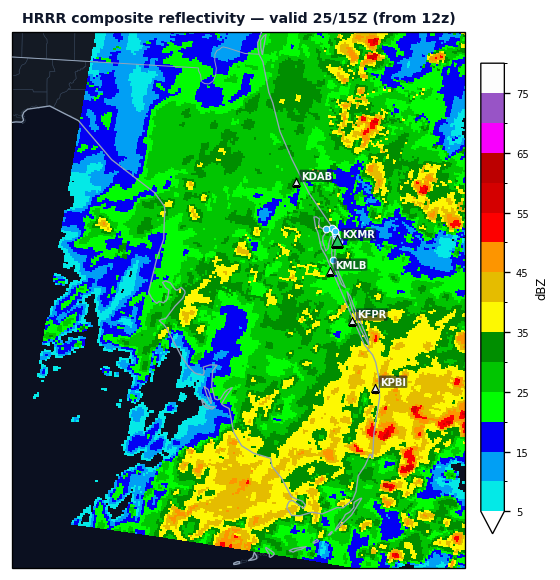 HRRR composite reflectivity — valid 25/15Z (from 12z)
KDAB
KXMR
KMLB
KFPR
KPBI
75
65
55
45
35
25
15
5
dBZ